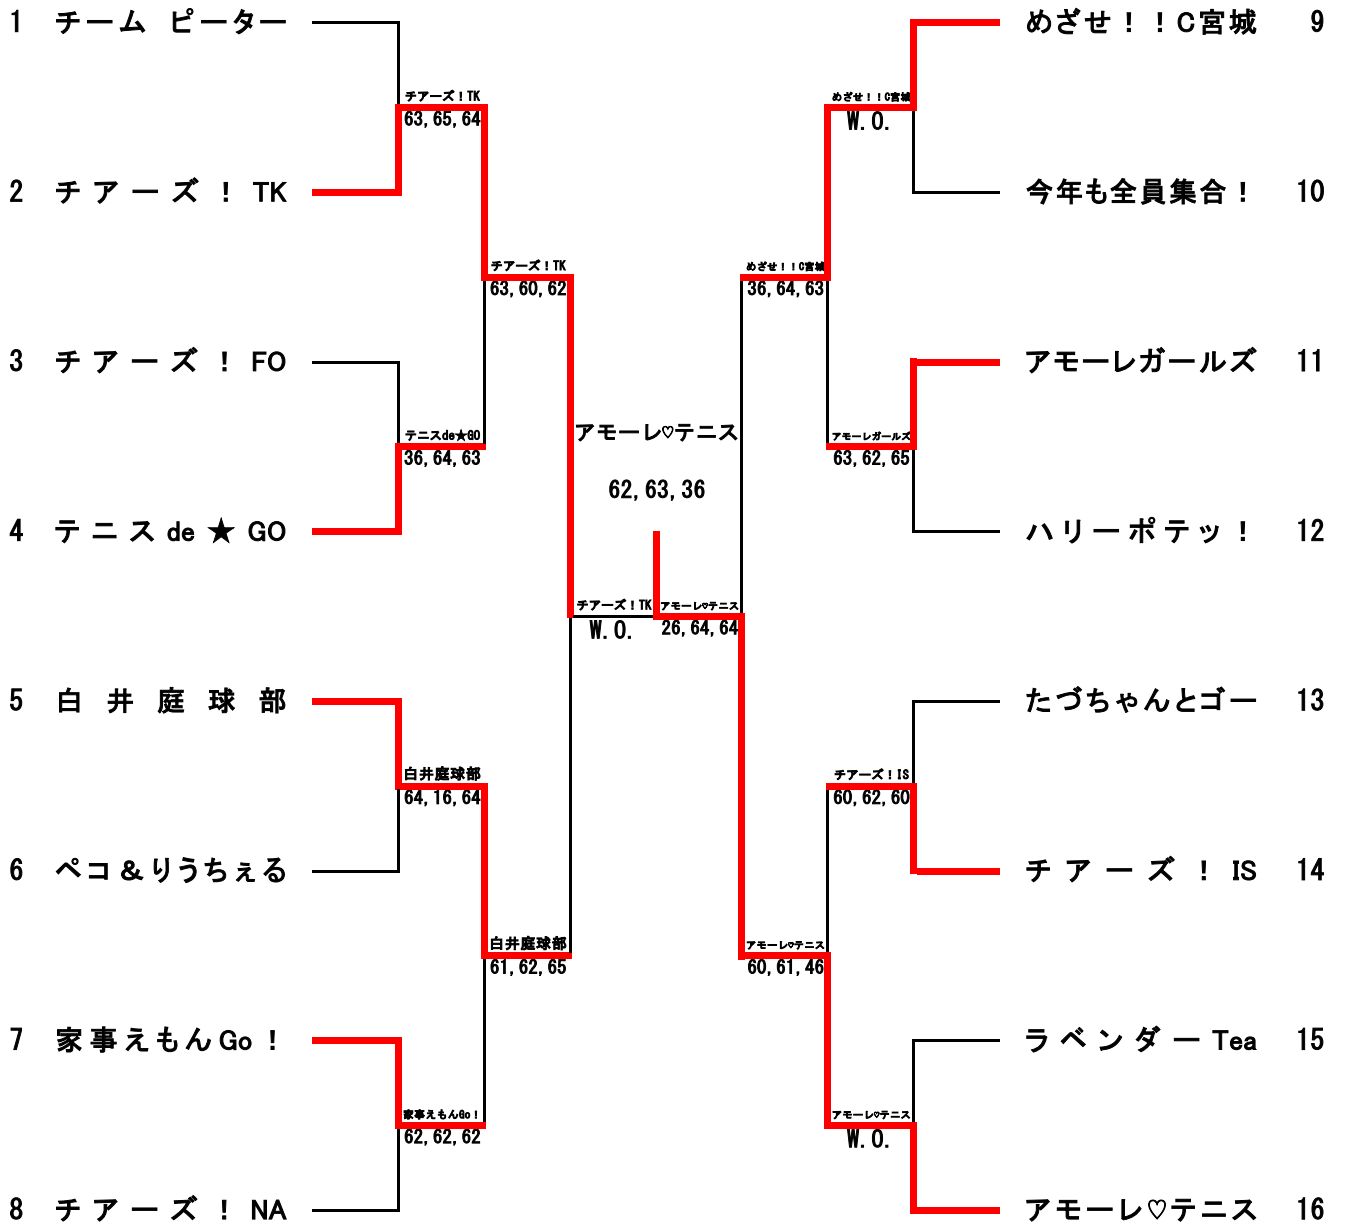 1 チーム ピーター
めざせ！！C宮城 9
チアーズ！TK
63, 65, 64
めざせ！！C宮城
W. O.
2 チアーズ！TK
今年も全員集合！ 10
チアーズ！TK
63, 60, 62
めざせ！！C宮城
36, 64, 63
3 チアーズ！FO
アモーレガールズ 11
テニスde★GO
36, 64, 63
アモーレ♡テニス
アモーレガールズ
63, 62, 65
62, 63, 36
4 テニスde★GO
ハリーポテッ！ 12
チアーズ！TK
W. O.
アモーレ♡テニス
26, 64, 64
5 白井庭球部
たづちゃんとゴー 13
白井庭球部
64, 16, 64
チアーズ！IS
60, 62, 60
6 ペコ＆りうちぇる
チアーズ！IS 14
白井庭球部
61, 62, 65
アモーレ♡テニス
60, 61, 46
7 家事えもんGo！
ラベンダーTea 15
家事えもんGo！
62, 62, 62
アモーレ♡テニス
W. O.
8 チアーズ！NA
アモーレ♡テニス 16